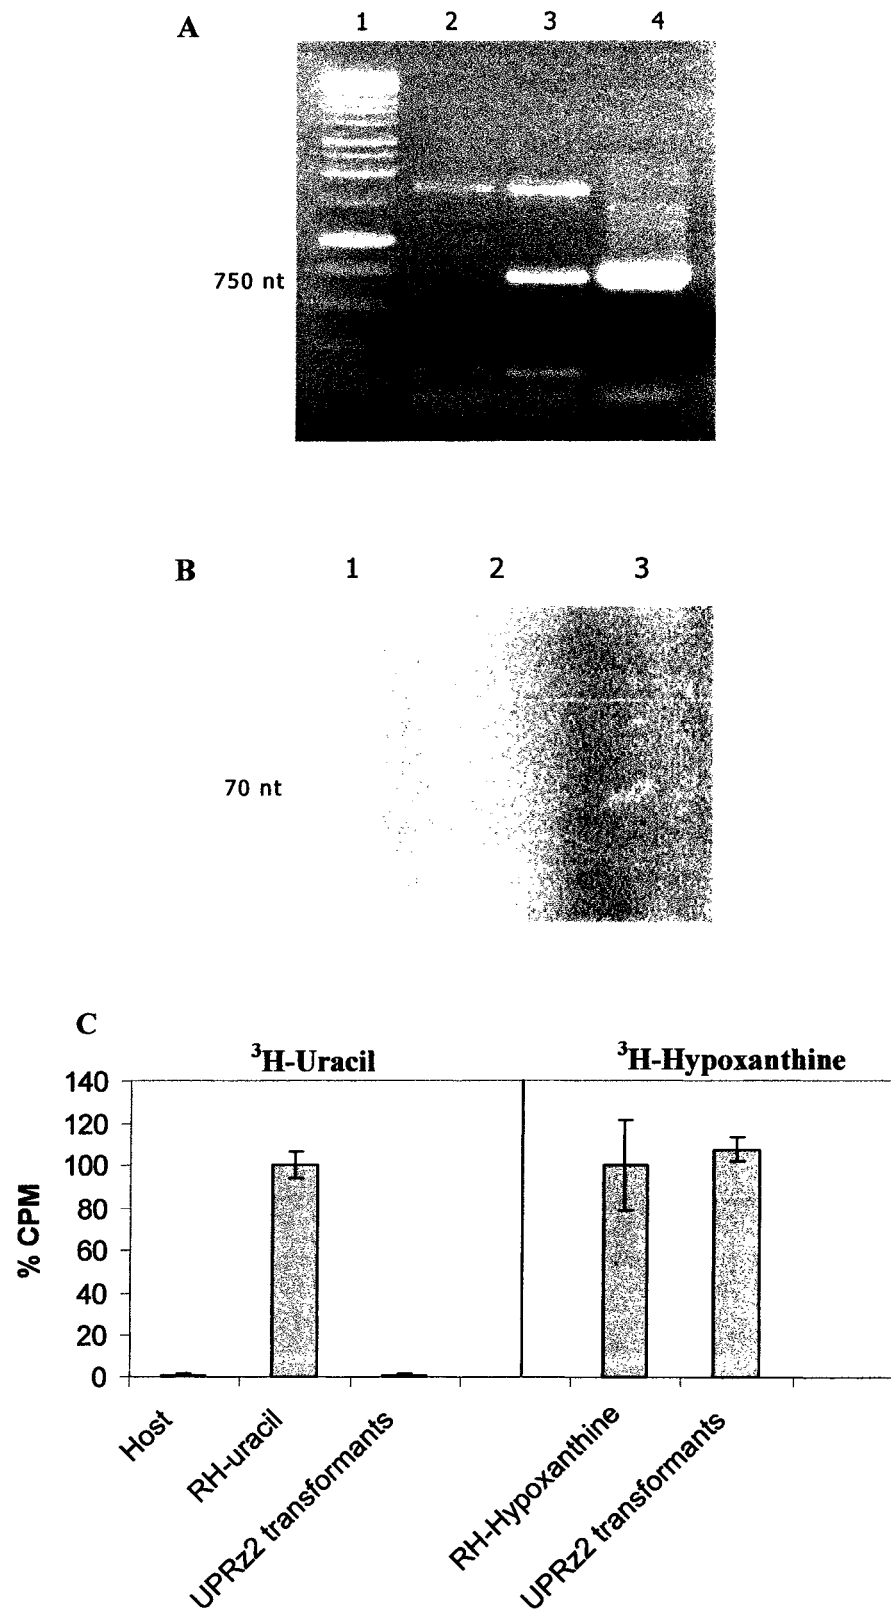 A
1 2 3 4
750 nt
B
1 2 3
70 nt
C
³H-Uracil
³H-Hypoxanthine
140
120
100
80
60
40
20
0
% CPM
Host
RH-uracil
UPRz2 transformants
RH-Hypoxanthine
UPRz2 transformants